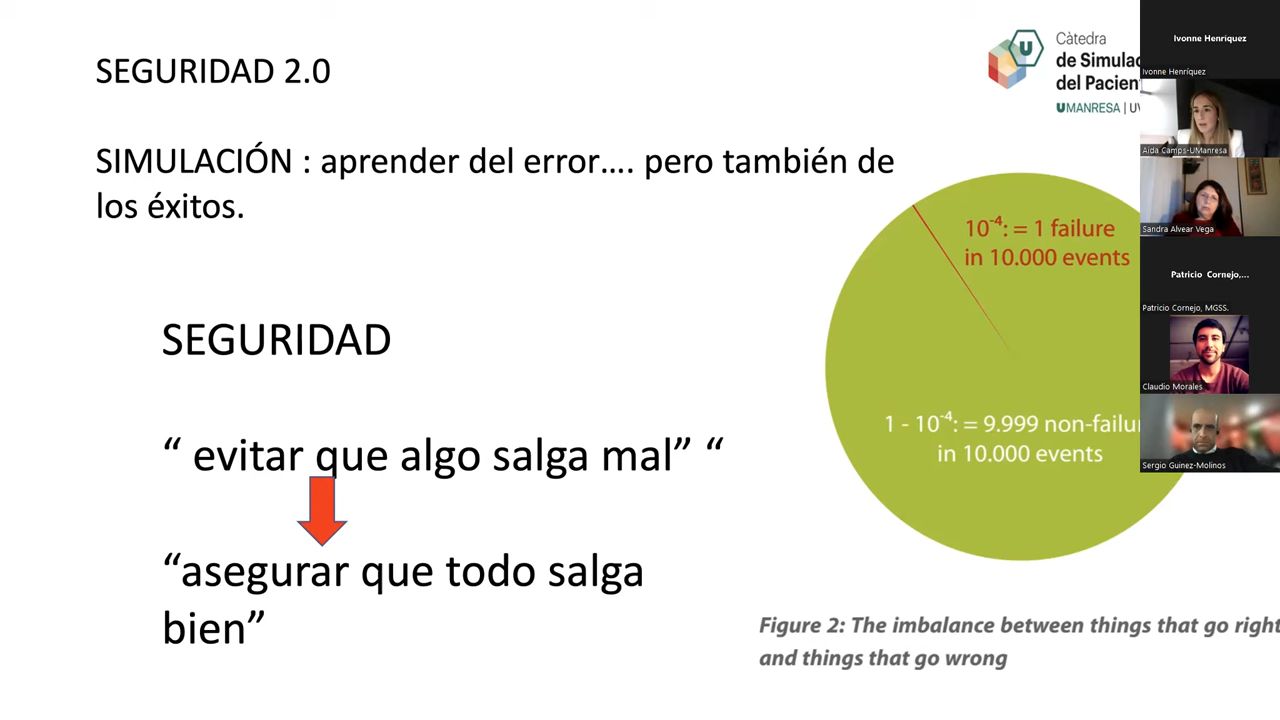 SEGURIDAD 2.0
SIMULACIÓN : aprender del error…. pero también de
los éxitos.
SEGURIDAD
“ evitar que algo salga mal” “
“asegurar que todo salga
bien”
Càtedra
de Simulac
del Pacien
UMANRESA | UV
10⁻⁴: = 1 failure
in 10.000 events
1 - 10⁻⁴: = 9.999 non-failu
in 10.000 events
Figure 2: The imbalance between things that go right
and things that go wrong
Ivonne Henriquez
Ivonne Henríquez
Aida Camps-UManresa
Sandra Alvear Vega
Patricio Cornejo,...
Patricio Cornejo, MGSS.
Claudio Morales
Sergio Guinez-Molinos